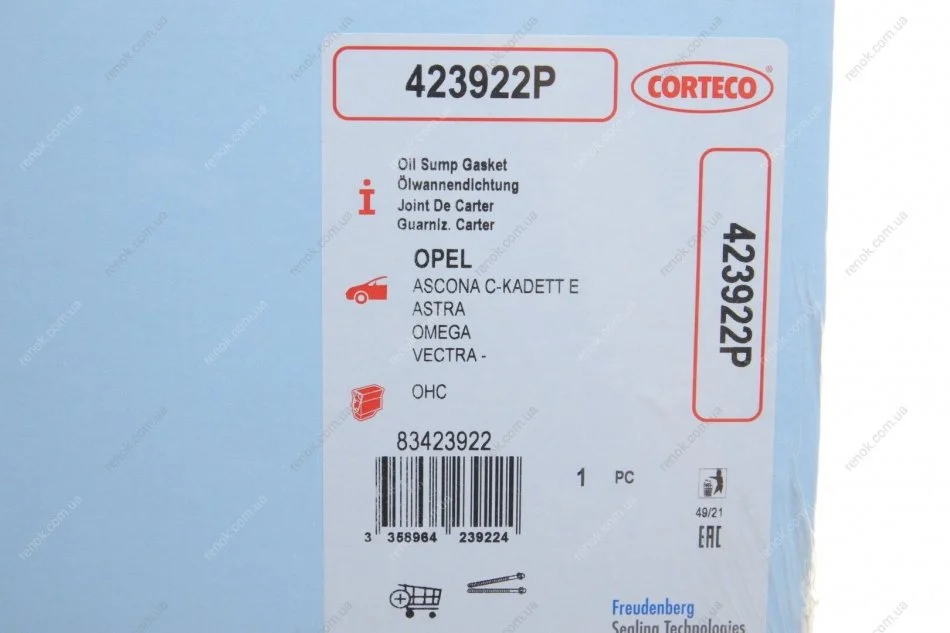 423922P
CORTECO®
Oil Sump Gasket
Ölwannendichtung
Joint De Carter
Guarniz. Carter
OPEL
ASCONA C-KADETT E
ASTRA
OMEGA
VECTRA -
OHC
423922P
83423922
1 PC
3 358964 239224
49/21
EAC
Freudenberg
Sealing Technologies
renok.com.ua